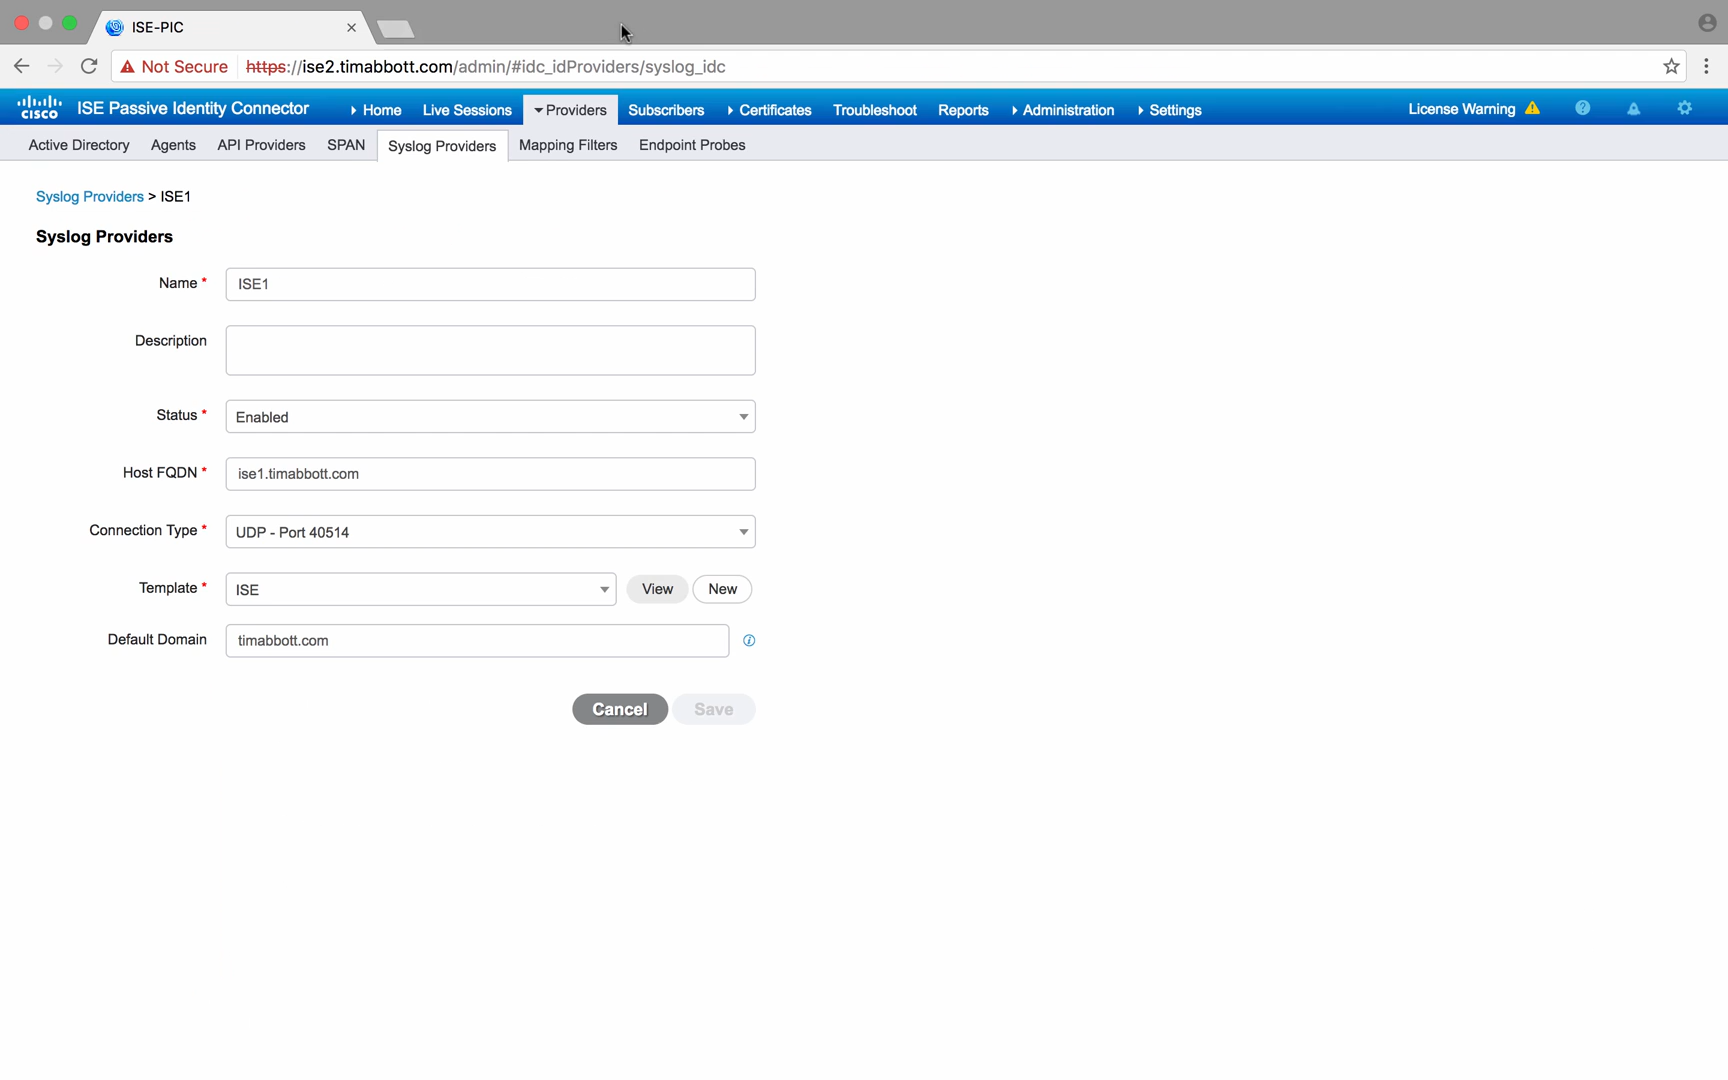 ISE-PIC
Not Secure https://ise2.timabbott.com/admin/#idc_idProviders/syslog_idc
cisco ISE Passive Identity Connector Home Live Sessions Providers Subscribers Certificates Troubleshoot Reports Administration Settings License Warning
Active Directory Agents API Providers SPAN Syslog Providers Mapping Filters Endpoint Probes
Syslog Providers > ISE1
Syslog Providers
Name * ISE1
Description
Status * Enabled
Host FQDN * ise1.timabbott.com
Connection Type * UDP - Port 40514
Template * ISE View New
Default Domain timabbott.com
Cancel Save